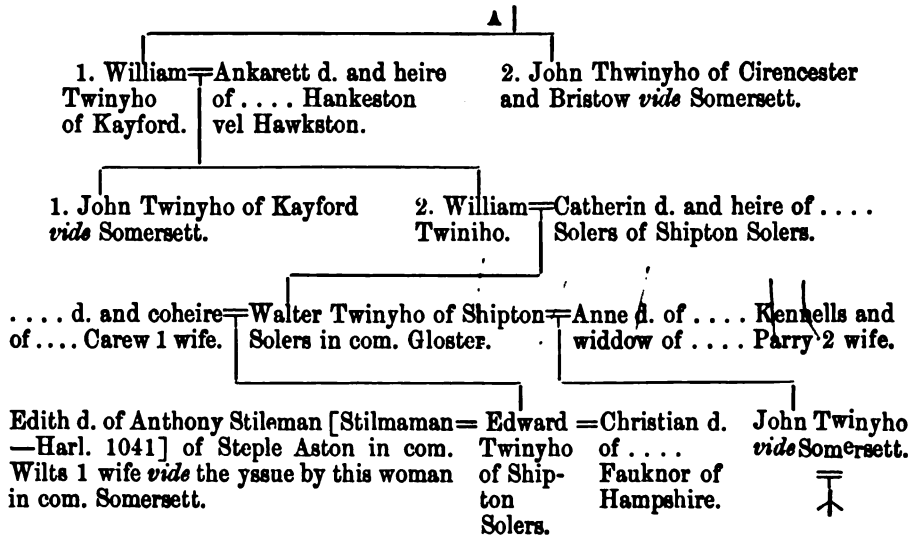 A
1. William=Ankarett d. and heire
Twinyho of .... Hankeston
of Kayford. vel Hawkston.
2. John Thwinyho of Cirencester
and Bristow vide Somersett.
1. John Twinyho of Kayford
vide Somersett.
2. William=Catherin d. and heire of ....
Twiniho. Solers of Shipton Solers.
.... d. and coheire=Walter Twinyho of Shipton=Anne d. of .... Kennells and
of .... Carew 1 wife. Solers in com. Gloster. widdow of .... Parry 2 wife.
Edith d. of Anthony Stileman [Stilmaman=
—Harl. 1041] of Steple Aston in com.
Wilts 1 wife vide the yssue by this woman
in com. Somersett.
Edward
Twinyho
of Ship-
ton
Solers.
=Christian d.
of ....
Fauknor of
Hampshire.
John Twinyho
vide Somersett.